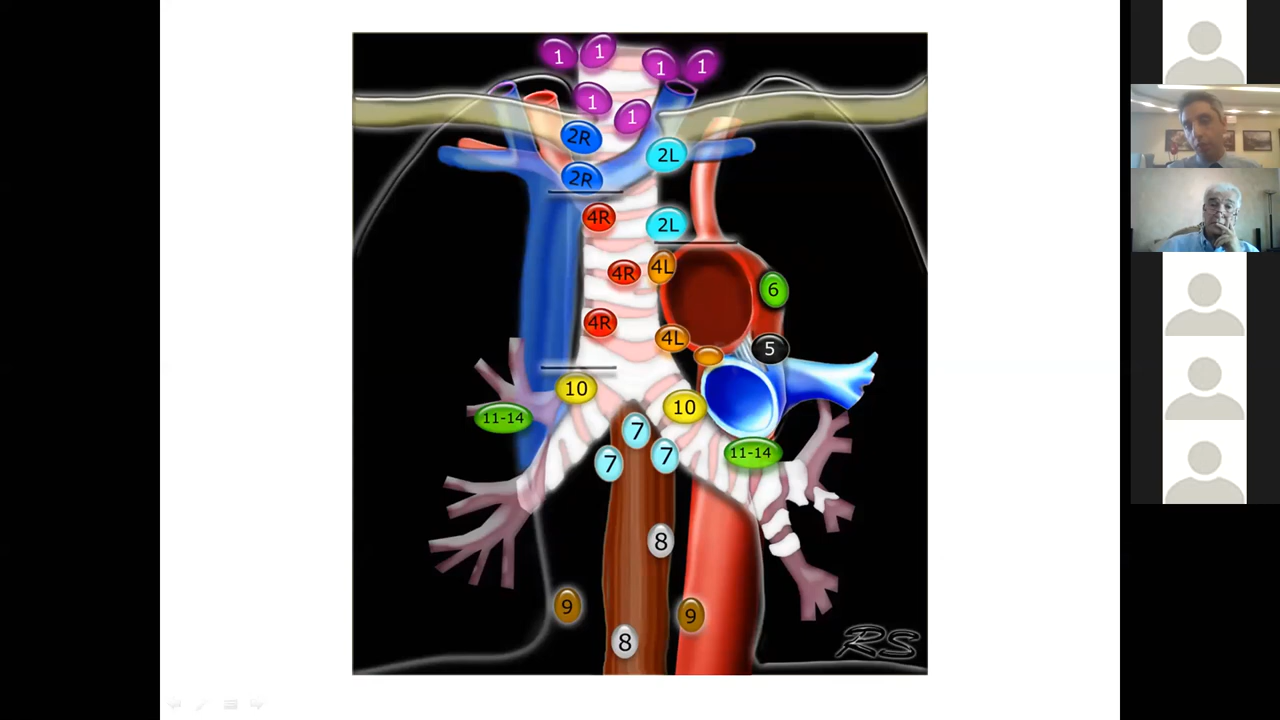 1 1 1 1
1 1
2R 2L
2R
4R 2L
4R 4L 6
4R 4L 5
10 10
11-14
7
7 7 11-14
8
9 9
8
RS